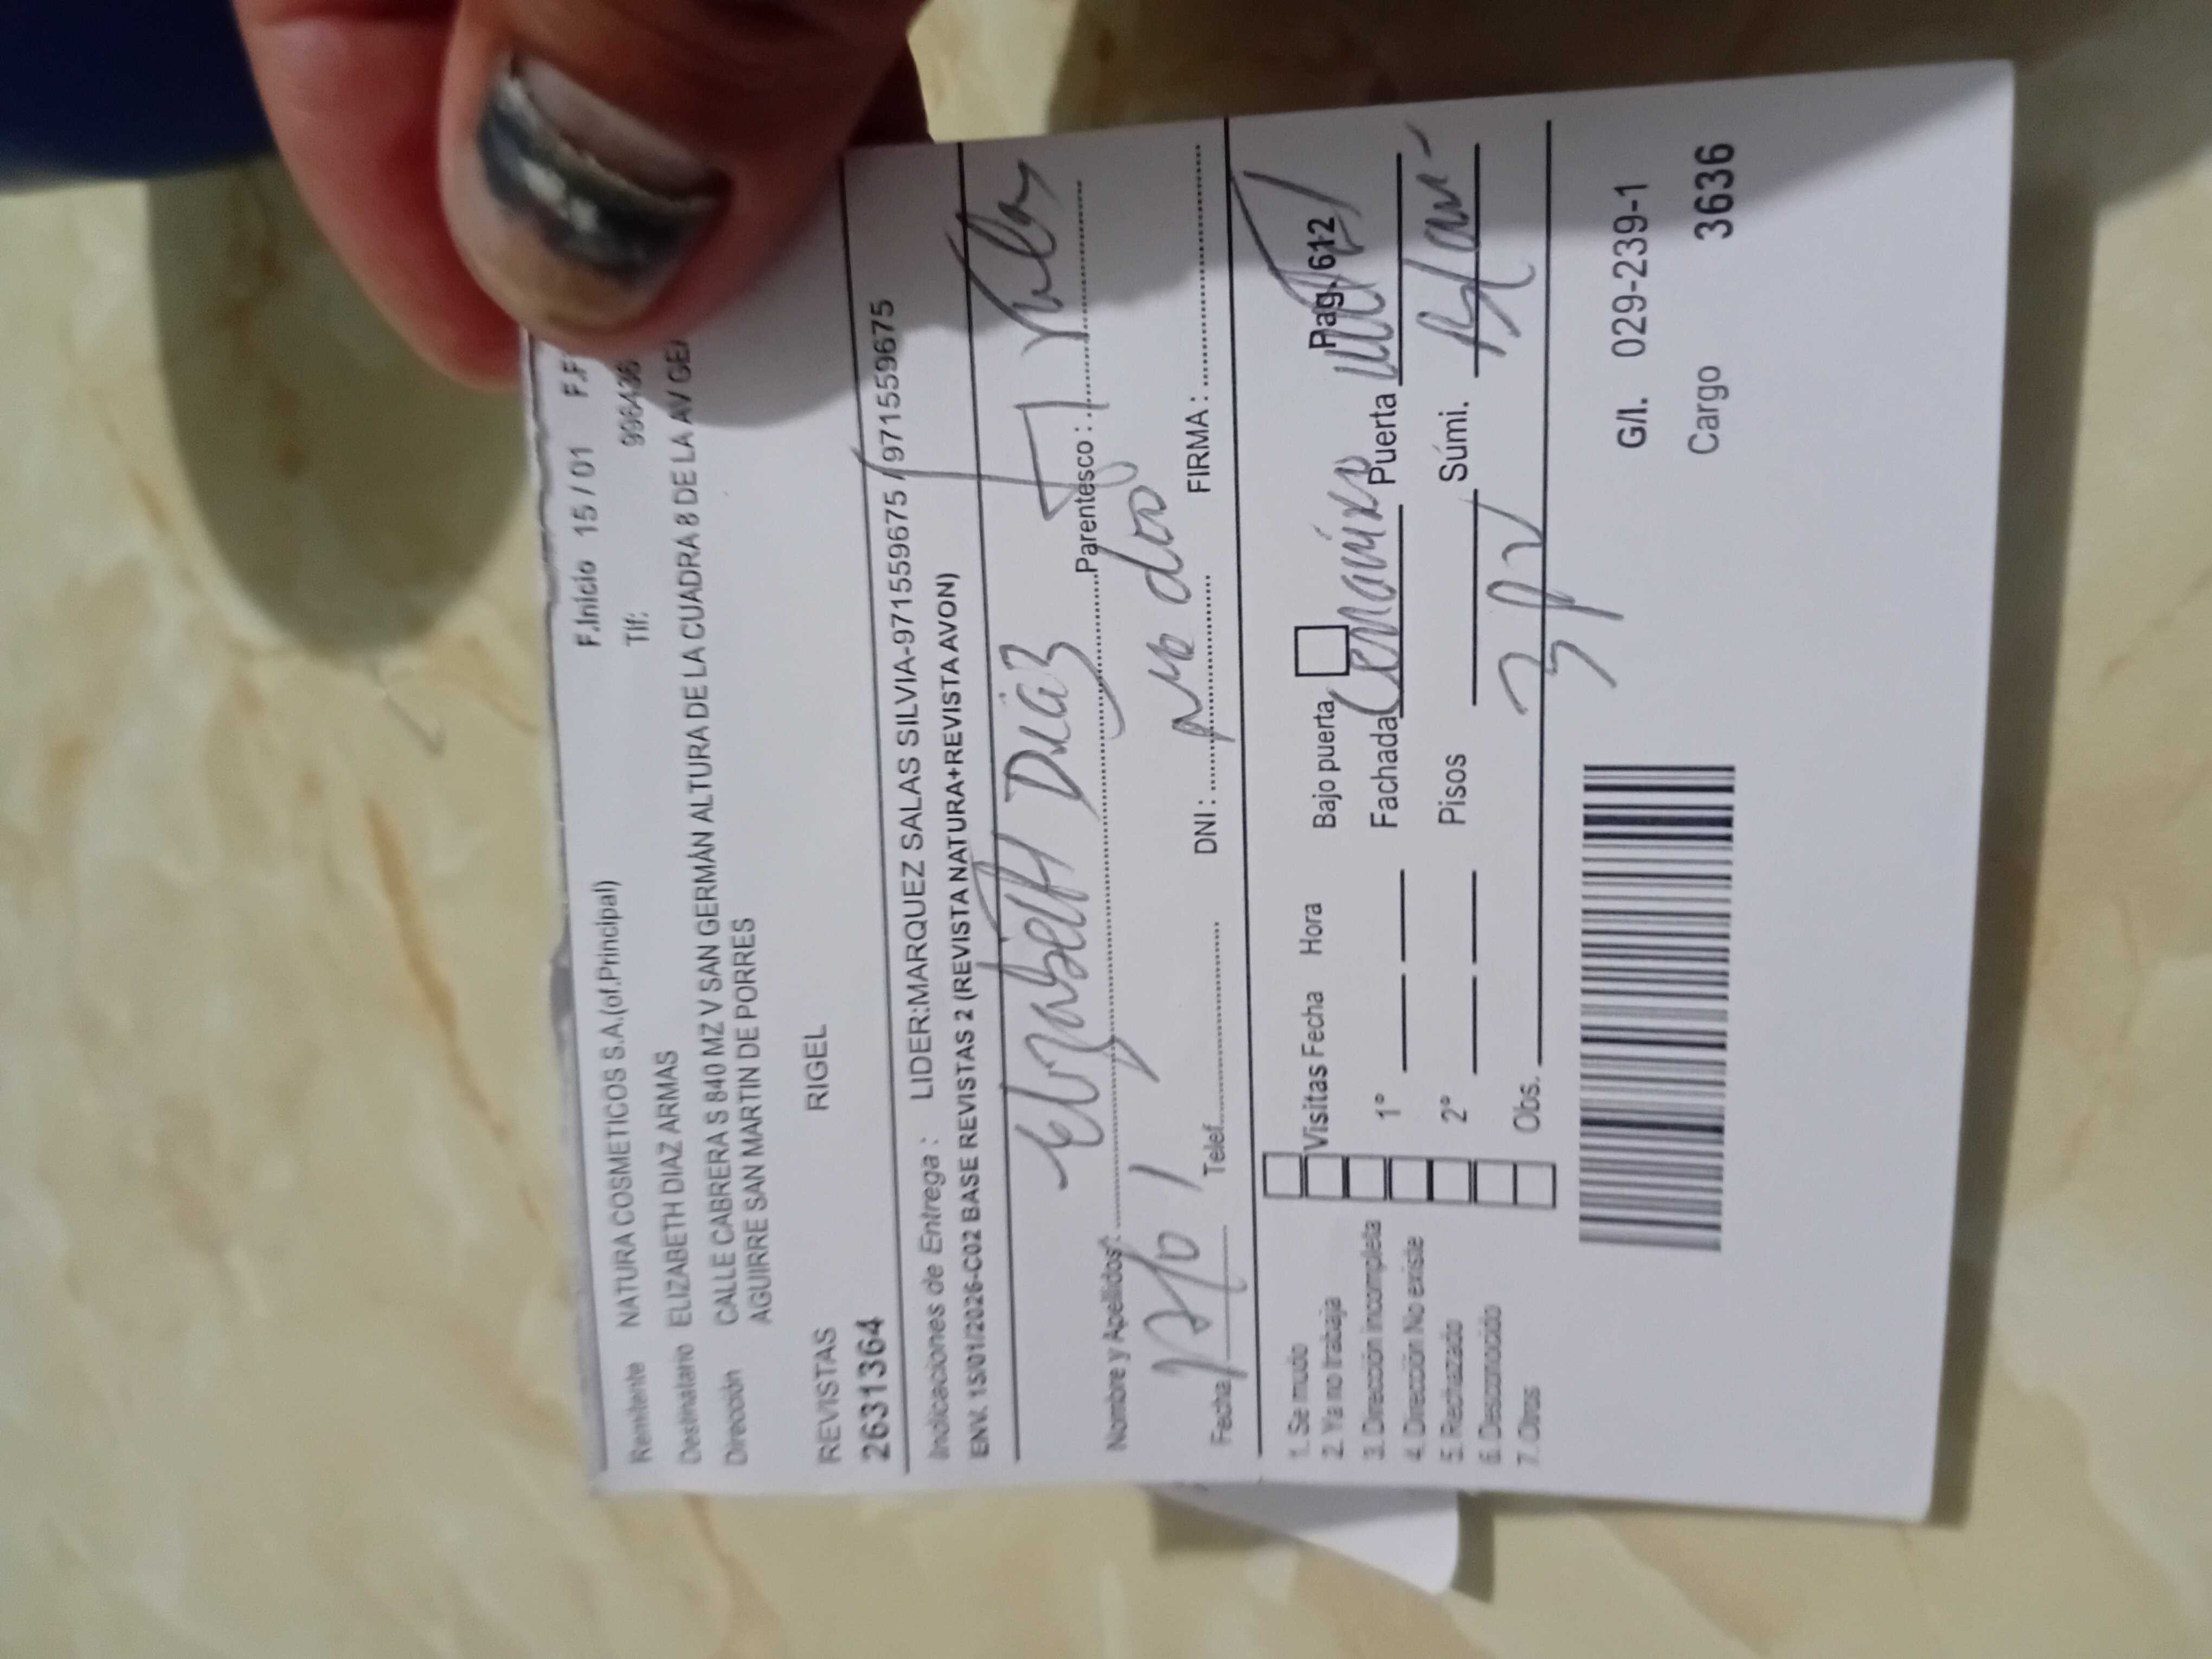 F.Inicio 15 / 01 F.F
Remitente NATURA COSMETICOS S.A.(of.Principal) Tlf: 996436
Destinatario ELIZABETH DIAZ ARMAS
Dirección CALLE CABRERA S 840 MZ V SAN GERMÁN ALTURA DE LA CUADRA 8 DE LA AV GE
AGUIRRE SAN MARTIN DE PORRES
REVISTAS RIGEL
2631364
Indicaciones de Entrega : LIDER:MARQUEZ SALAS SILVIA-971559675 / 971559675
ENV. 15/01/2026-C02 BASE REVISTAS 2 (REVISTA NATURA+REVISTA AVON)
Elizabeth Diaz
Nombre y Apellidos: Parentesco :
No dio
Fecha Telef. DNI : FIRMA :
1. Se mudo
2. Ya no trabaja
3. Dirección incompleta
4. Dirección No existe
5. Rechazado
6. Desconocido
7. Otros
Visitas Fecha Hora Bajo puerta Pag. 612
1° Fachada Puerta
2° Pisos Súmi.
Obs.
G/I. 029-239-1
Cargo 3636